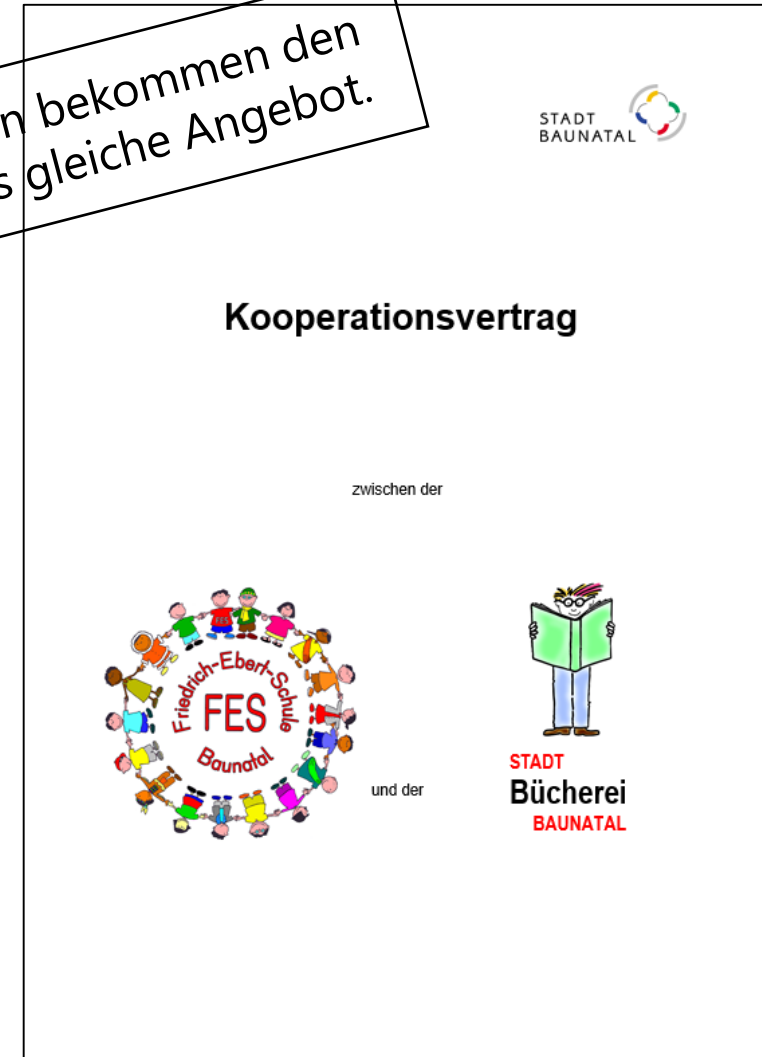 n bekommen den
s gleiche Angebot.
STADT
BAUNATAL
Kooperationsvertrag
zwischen der
Friedrich-Ebert-Schule
FES
Baunatal
FES
und der
STADT
Bücherei
BAUNATAL